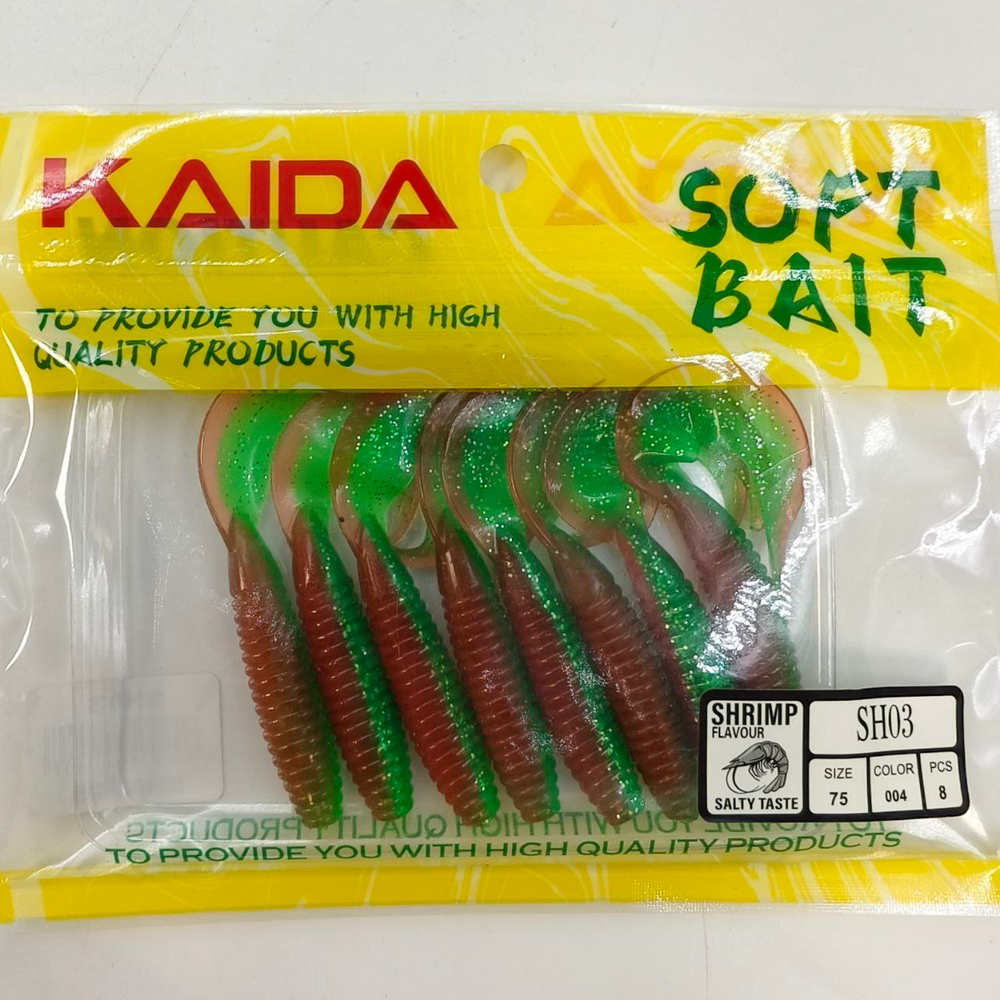 KAIDA
SOFT
BAIT
TO PROVIDE YOU WITH HIGH
QUALITY PRODUCTS
SHRIMP
FLAVOUR
SALTY TASTE
SH03
SIZE
75
COLOR
004
PCS
8
TO PROVIDE YOU WITH HIGH QUALITY PRODUCTS
TO PROVIDE YOU WITH HIGH QUALITY PRODUCTS